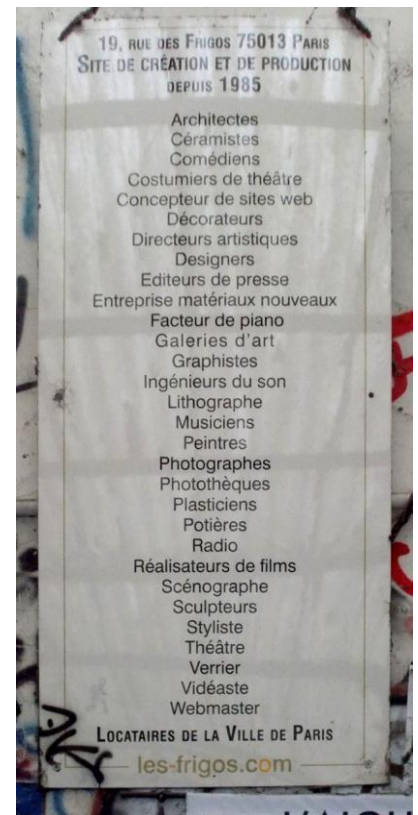 19, RUE DES FRIGOS 75013 PARIS
SITE DE CRÉATION ET DE PRODUCTION
DEPUIS 1985
Architectes
Céramistes
Comédiens
Costumiers de théâtre
Concepteur de sites web
Décorateurs
Directeurs artistiques
Designers
Editeurs de presse
Entreprise matériaux nouveaux
Facteur de piano
Galeries d'art
Graphistes
Ingénieurs du son
Lithographe
Musiciens
Peintres
Photographes
Photothèques
Plasticiens
Potières
Radio
Réalisateurs de films
Scénographe
Sculpteurs
Styliste
Théâtre
Verrier
Vidéaste
Webmaster
LOCATAIRES DE LA VILLE DE PARIS
les-frigos.com